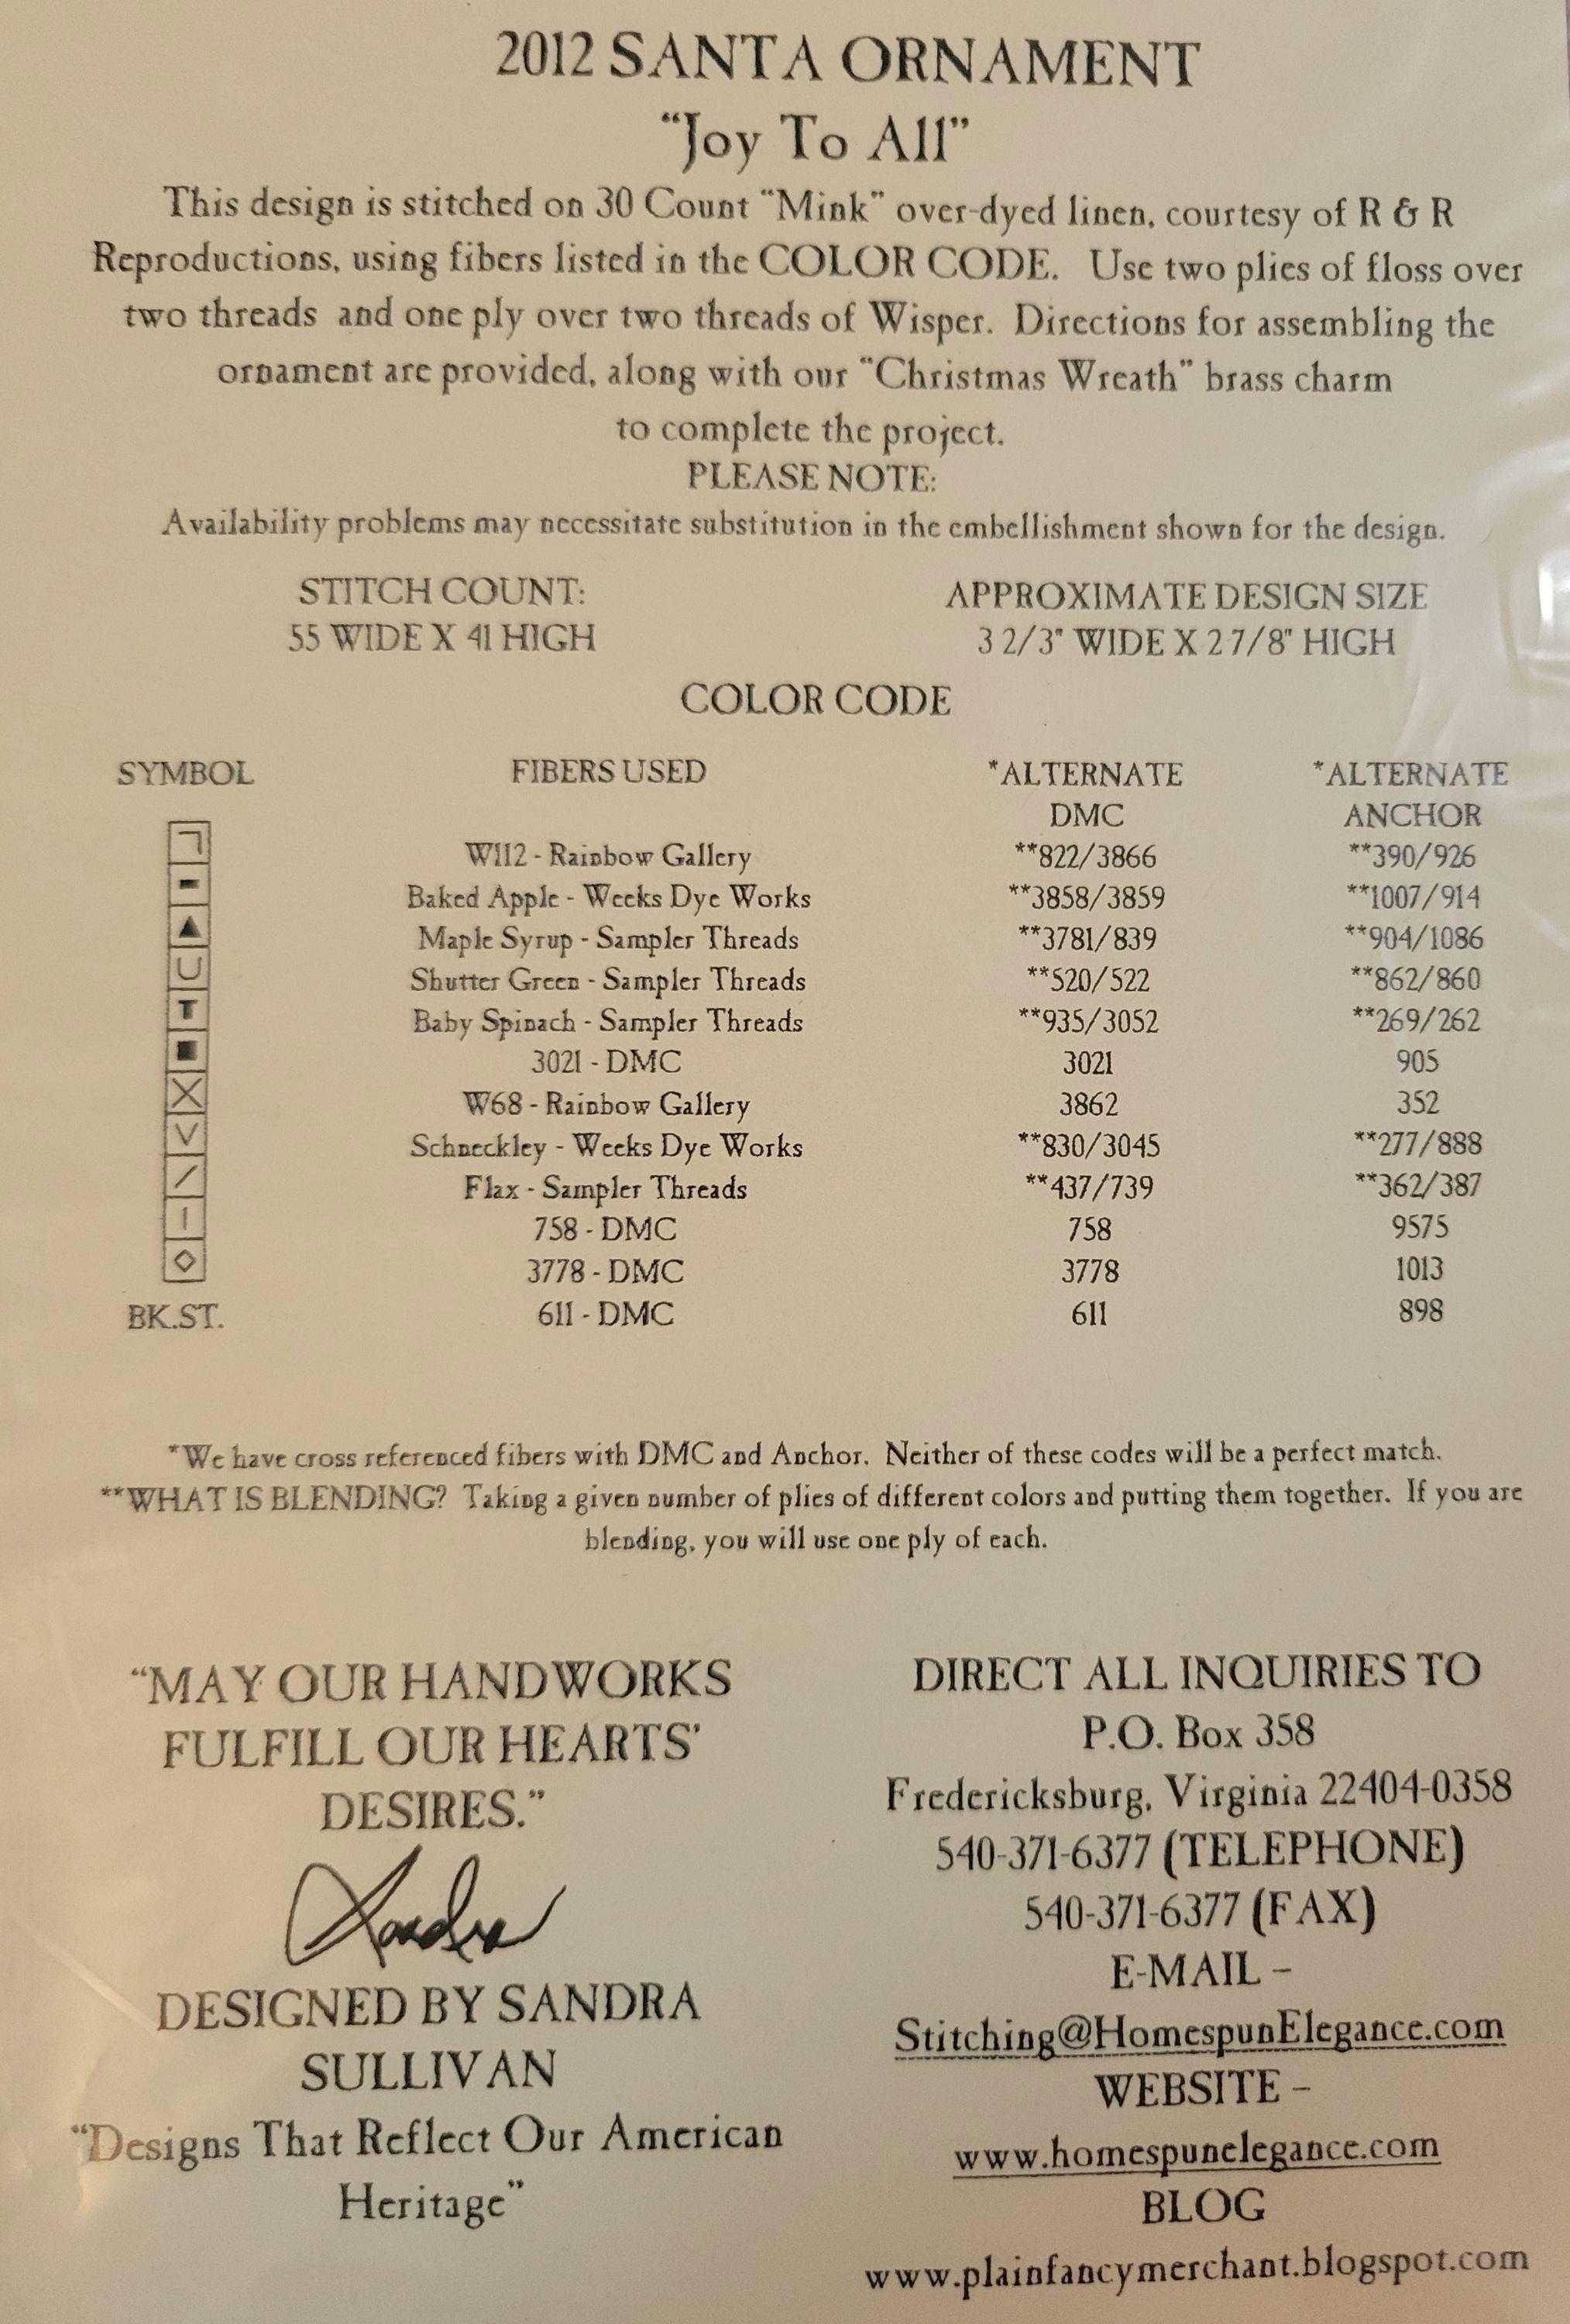 2012 SANTA ORNAMENT
“Joy To All”
This design is stitched on 30 Count “Mink” over-dyed linen, courtesy of R & R
Reproductions, using fibers listed in the COLOR CODE. Use two plies of floss over
two threads and one ply over two threads of Wisper. Directions for assembling the
ornament are provided, along with our “Christmas Wreath” brass charm
to complete the project.
PLEASE NOTE:
Availability problems may necessitate substitution in the embellishment shown for the design.
STITCH COUNT: APPROXIMATE DESIGN SIZE
55 WIDE X 41 HIGH 3 2/3" WIDE X 2 7/8" HIGH
COLOR CODE
SYMBOL FIBERS USED *ALTERNATE *ALTERNATE
DMC ANCHOR
W112 - Rainbow Gallery **822/3866 **390/926
Baked Apple - Weeks Dye Works **3858/3859 **1007/914
Maple Syrup - Sampler Threads **3781/839 **904/1086
Shutter Green - Sampler Threads **520/522 **862/860
Baby Spinach - Sampler Threads **935/3052 **269/262
3021 - DMC 3021 905
W68 - Rainbow Gallery 3862 352
Schneckley - Weeks Dye Works **830/3045 **277/888
Flax - Sampler Threads **437/739 **362/387
758 - DMC 758 9575
3778 - DMC 3778 1013
BK.ST. 611 - DMC 611 898
*We have cross referenced fibers with DMC and Anchor. Neither of these codes will be a perfect match.
**WHAT IS BLENDING? Taking a given number of plies of different colors and putting them together. If you are
blending, you will use one ply of each.
“MAY OUR HANDWORKS
FULFILL OUR HEARTS’
DESIRES.”
Sandra
DESIGNED BY SANDRA
SULLIVAN
“Designs That Reflect Our American
Heritage”
DIRECT ALL INQUIRIES TO
P.O. Box 358
Fredericksburg, Virginia 22404-0358
540-371-6377 (TELEPHONE)
540-371-6377 (FAX)
E-MAIL –
Stitching@HomespunElegance.com
WEBSITE –
www.homespunelegance.com
BLOG
www.plainfancymerchant.blogspot.com